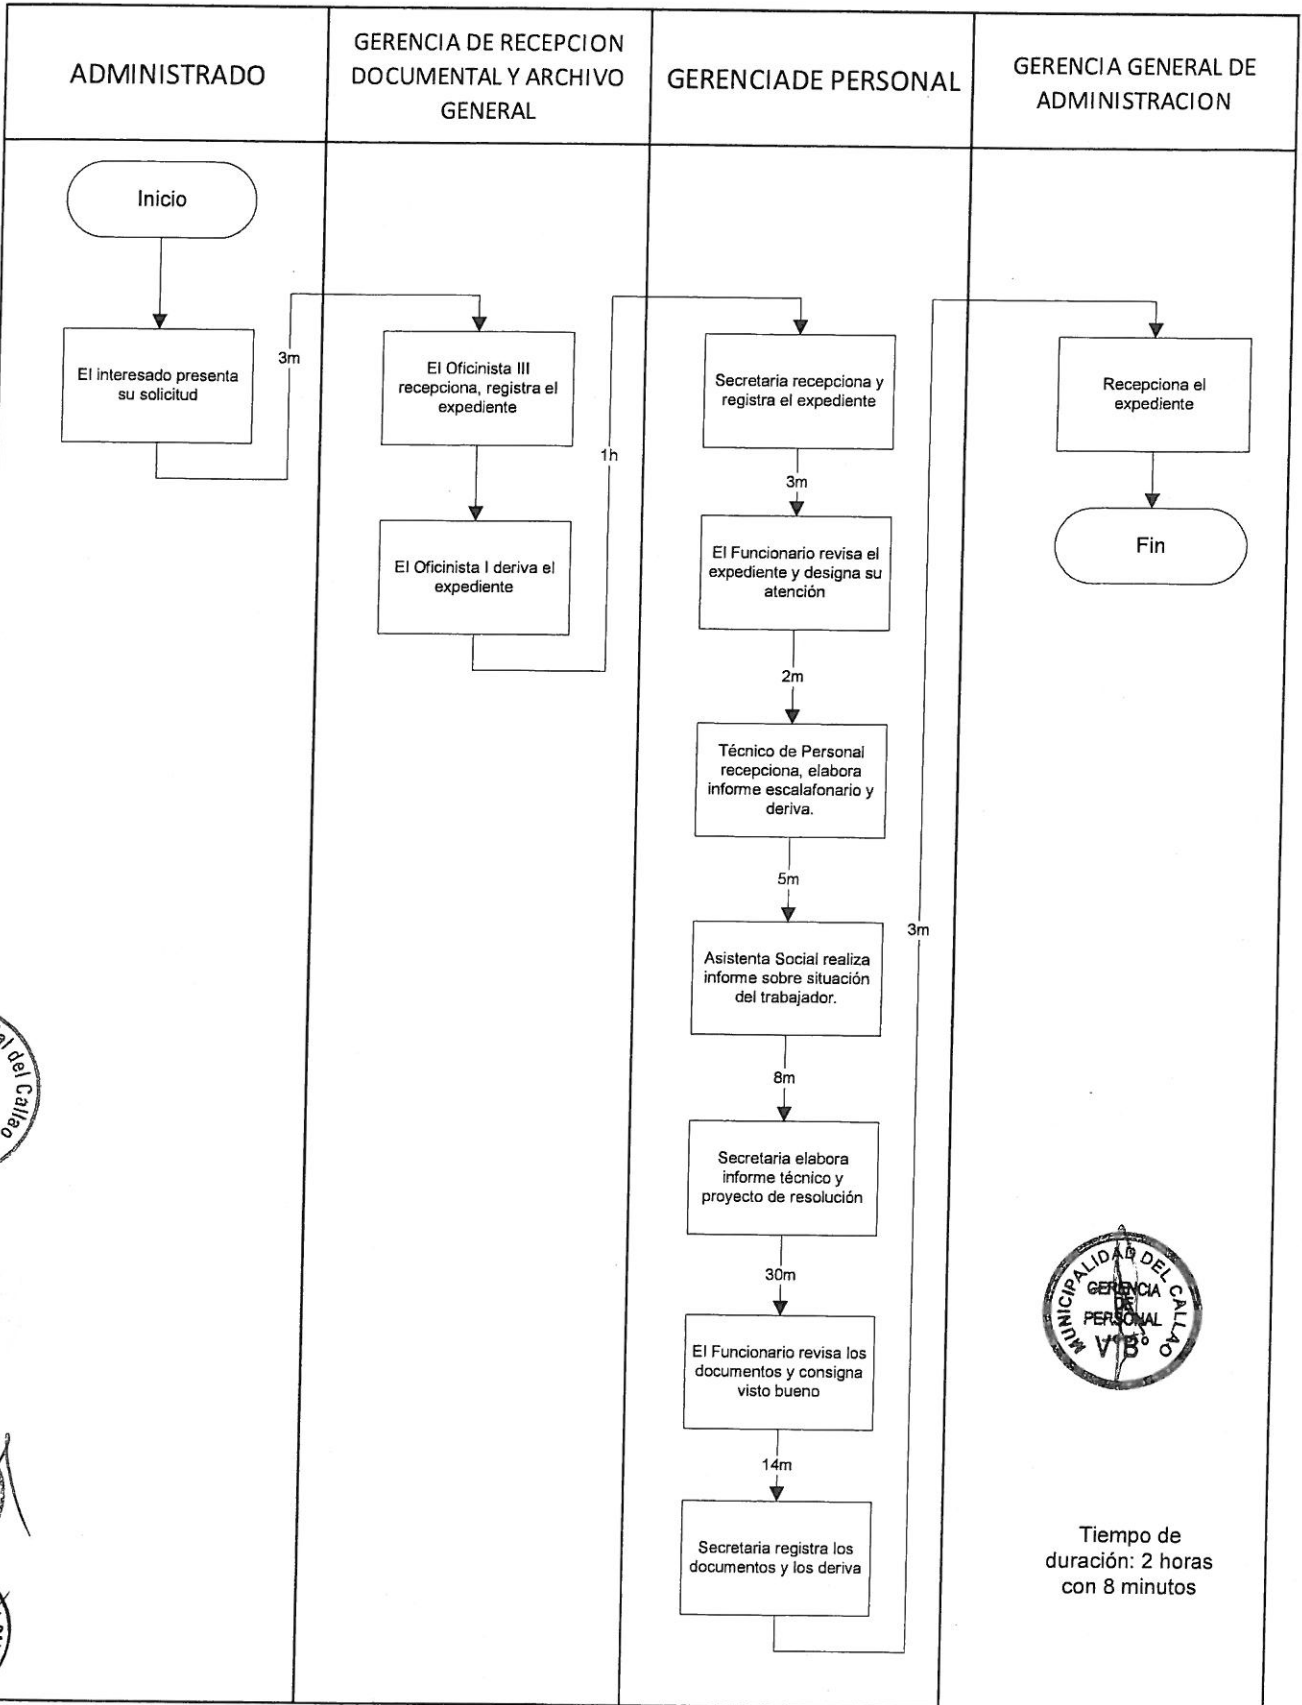 ADMINISTRADO
GERENCIA DE RECEPCION
DOCUMENTAL Y ARCHIVO
GENERAL
GERENCIADE PERSONAL
GERENCIA GENERAL DE
ADMINISTRACION
Inicio
El interesado presenta
su solicitud
3m
El Oficinista III
recepciona, registra el
expediente
El Oficinista I deriva el
expediente
1h
Secretaria recepciona y
registra el expediente
3m
El Funcionario revisa el
expediente y designa su
atención
2m
Técnico de Personal
recepciona, elabora
informe escalafonario y
deriva.
5m
Asistenta Social realiza
informe sobre situación
del trabajador.
8m
Secretaria elabora
informe técnico y
proyecto de resolución
30m
El Funcionario revisa los
documentos y consigna
visto bueno
14m
Secretaria registra los
documentos y los deriva
3m
Recepciona el
expediente
Fin
del Callao
MUNICIPALIDAD DEL CALLAO
GERENCIA
DE
PERSONAL
V°B°
Tiempo de
duración: 2 horas
con 8 minutos